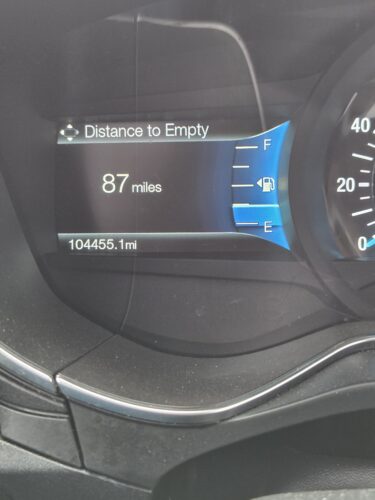 Distance to Empty
F
87 miles
E
104455.1mi
40
20
0